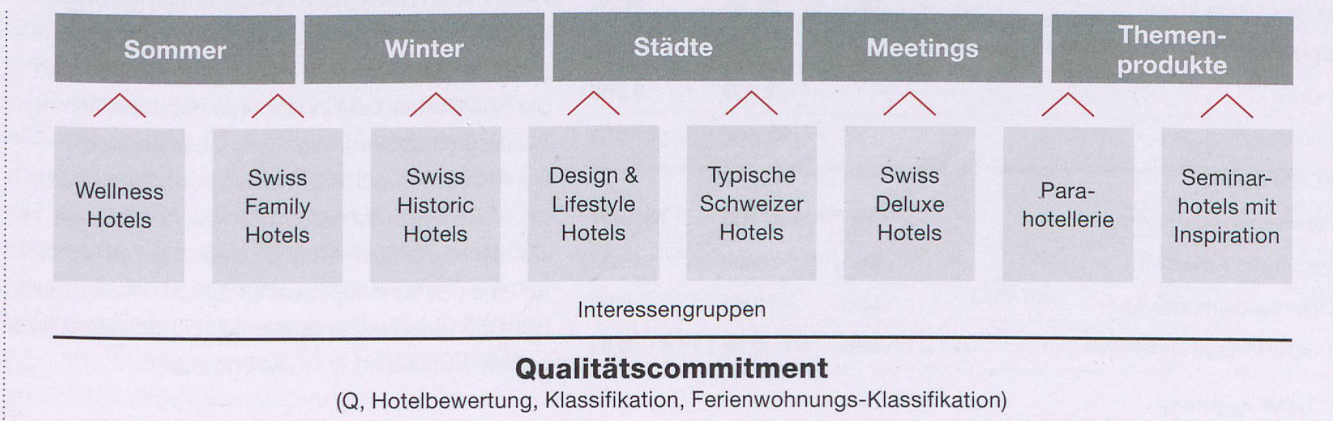 Sommer
Winter
Städte
Meetings
Themen-
produkte
Wellness
Hotels
Swiss
Family
Hotels
Swiss
Historic
Hotels
Design &
Lifestyle
Hotels
Typische
Schweizer
Hotels
Swiss
Deluxe
Hotels
Para-
hotellerie
Seminar-
hotels mit
Inspiration
Interessengruppen
Qualitätscommitment
(Q, Hotelbewertung, Klassifikation, Ferienwohnungs-Klassifikation)